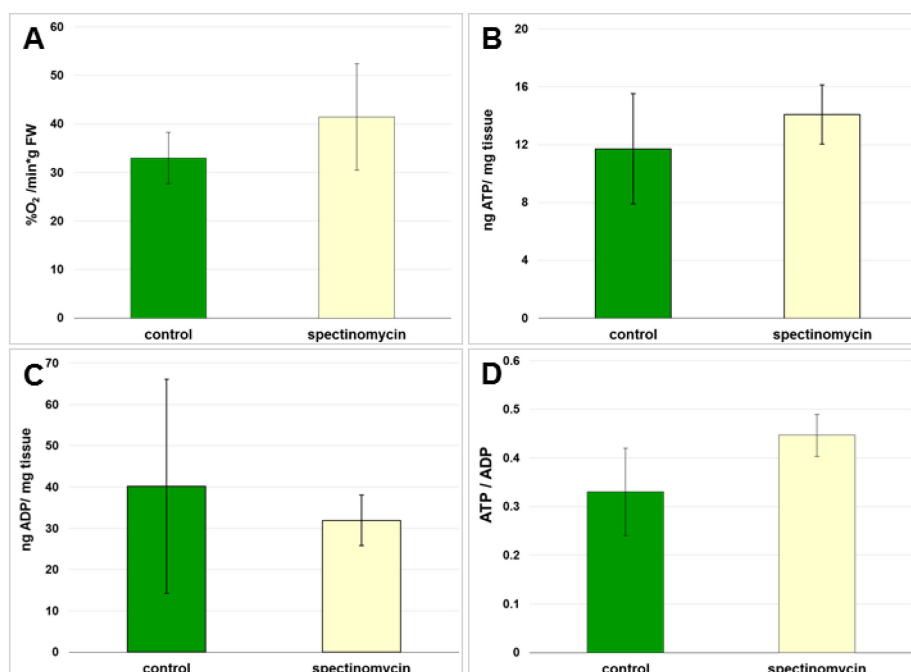 A
%O₂ /min*g FW
60
50
40
30
20
10
0
control spectinomycin
B
ng ATP/ mg tissue
20
16
12
8
4
0
control spectinomycin
C
ng ADP/ mg tissue
70
60
50
40
30
20
10
0
control spectinomycin
D
ATP / ADP
0.6
0.5
0.4
0.3
0.2
0.1
0
control spectinomycin